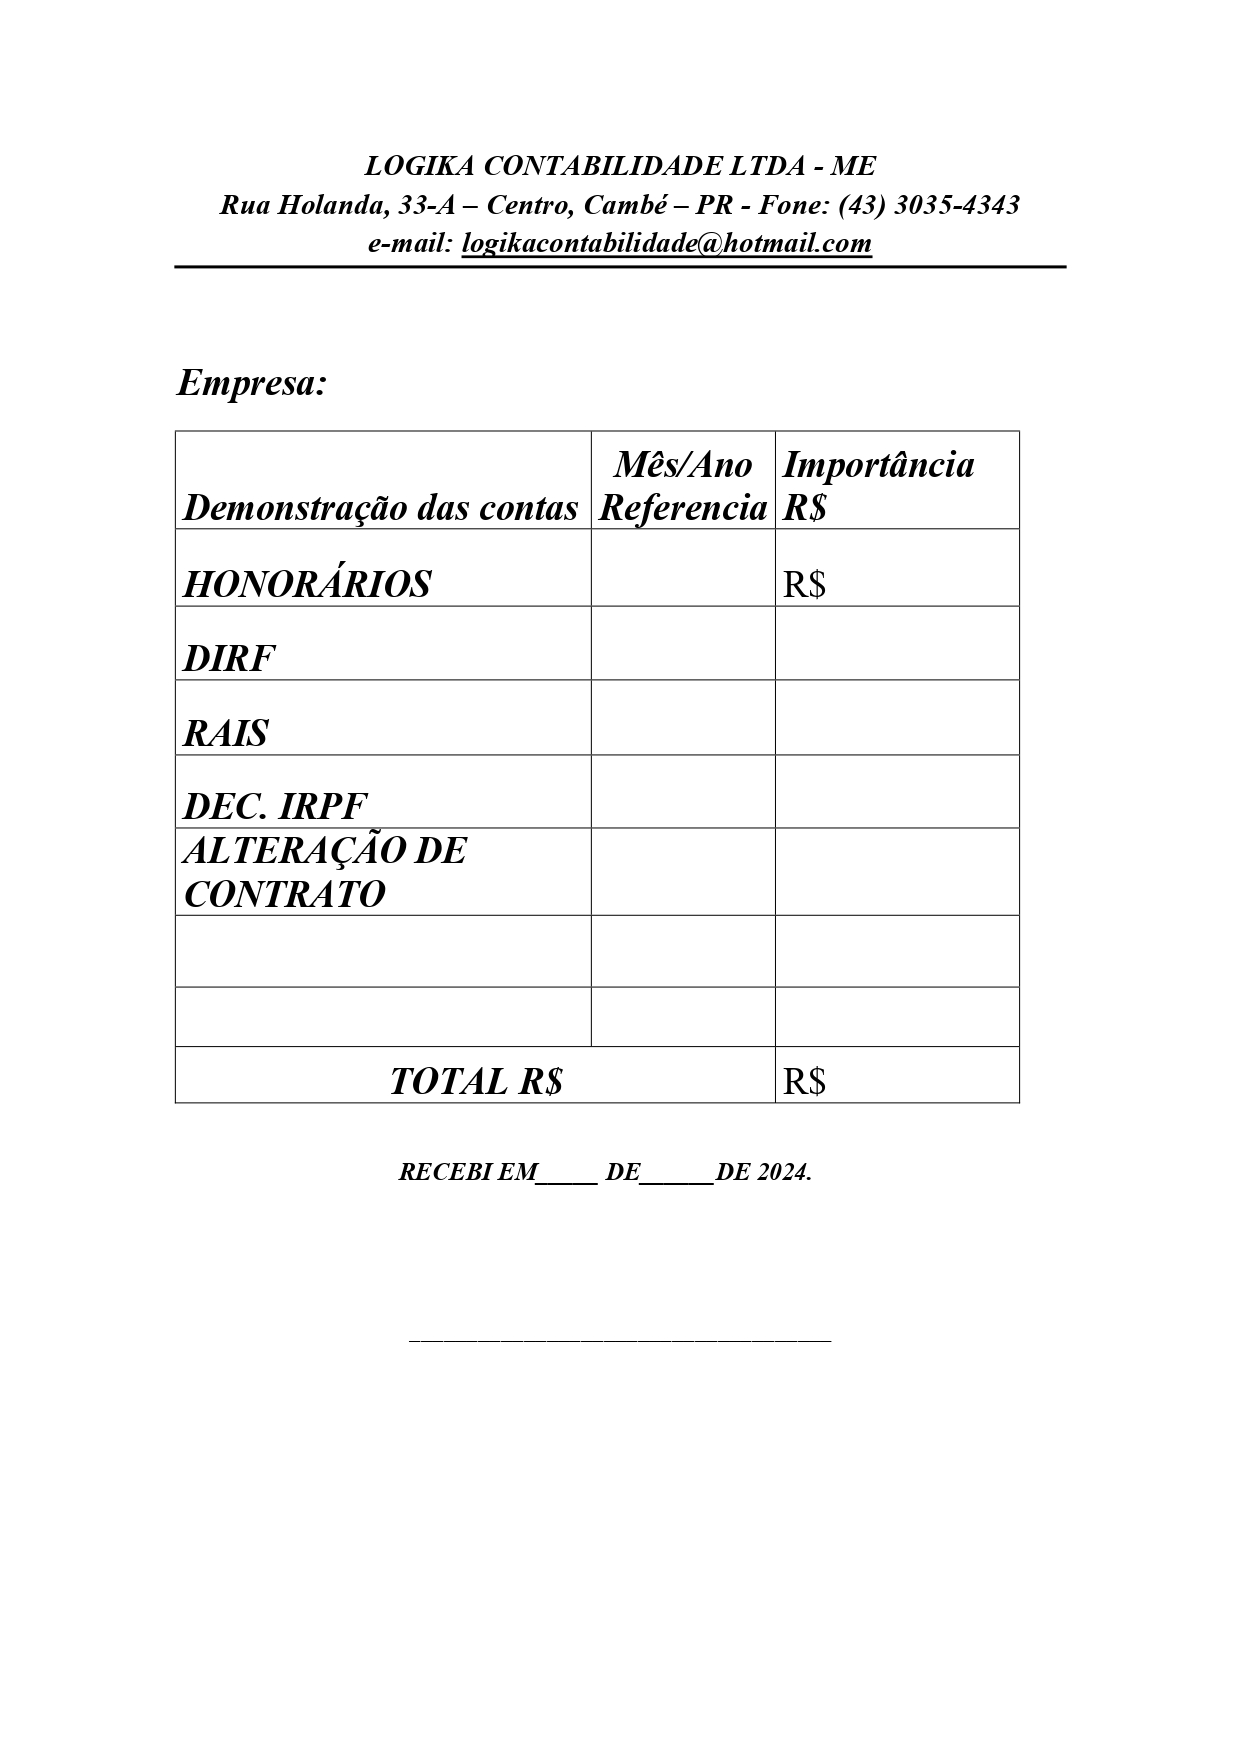 LOGIKA CONTABILIDADE LTDA - ME
Rua Holanda, 33-A – Centro, Cambé – PR - Fone: (43) 3035-4343
e-mail: logikacontabilidade@hotmail.com
Empresa:
Demonstração das contas Mês/Ano Referencia Importância R$
HONORÁRIOS R$
DIRF
RAIS
DEC. IRPF
ALTERAÇÃO DE
CONTRATO
TOTAL R$ R$
RECEBI EM_____ DE______DE 2024.
_____________________________________